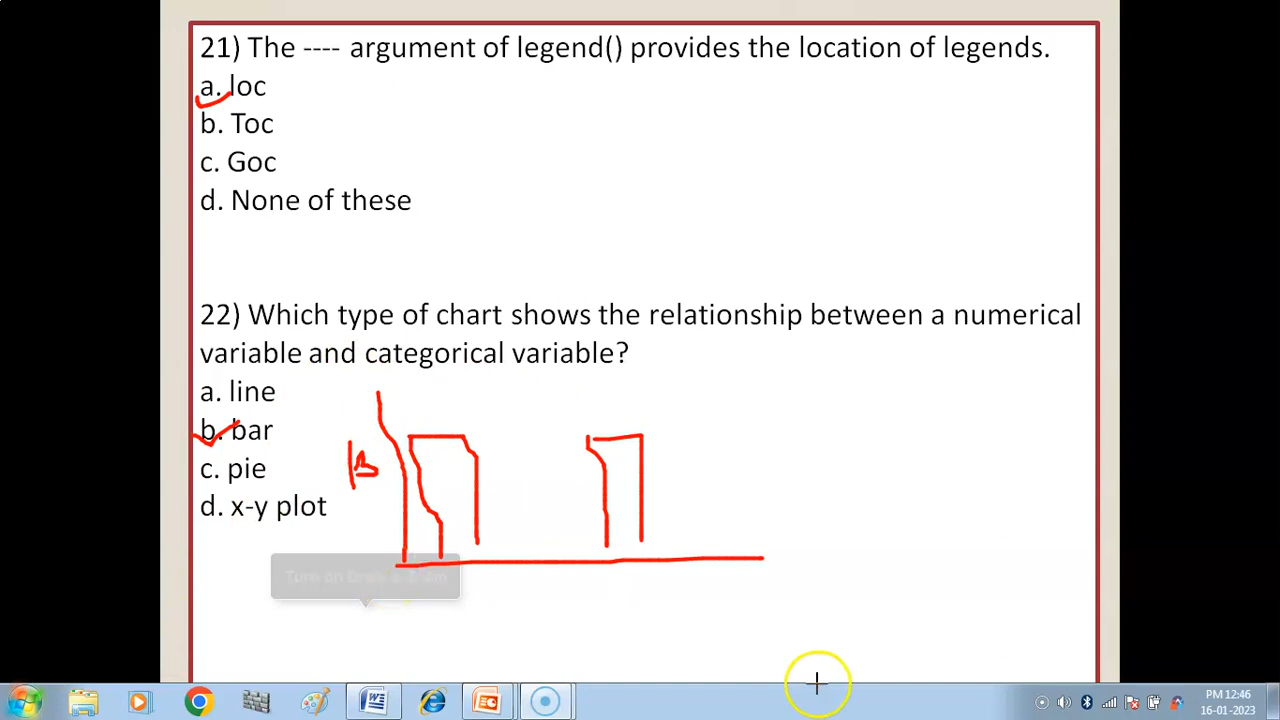 21) The ---- argument of legend() provides the location of legends.
a. loc
b. Toc
c. Goc
d. None of these
22) Which type of chart shows the relationship between a numerical
variable and categorical variable?
a. line
b. bar
c. pie
d. x-y plot
PM 12:46
16-01-2023